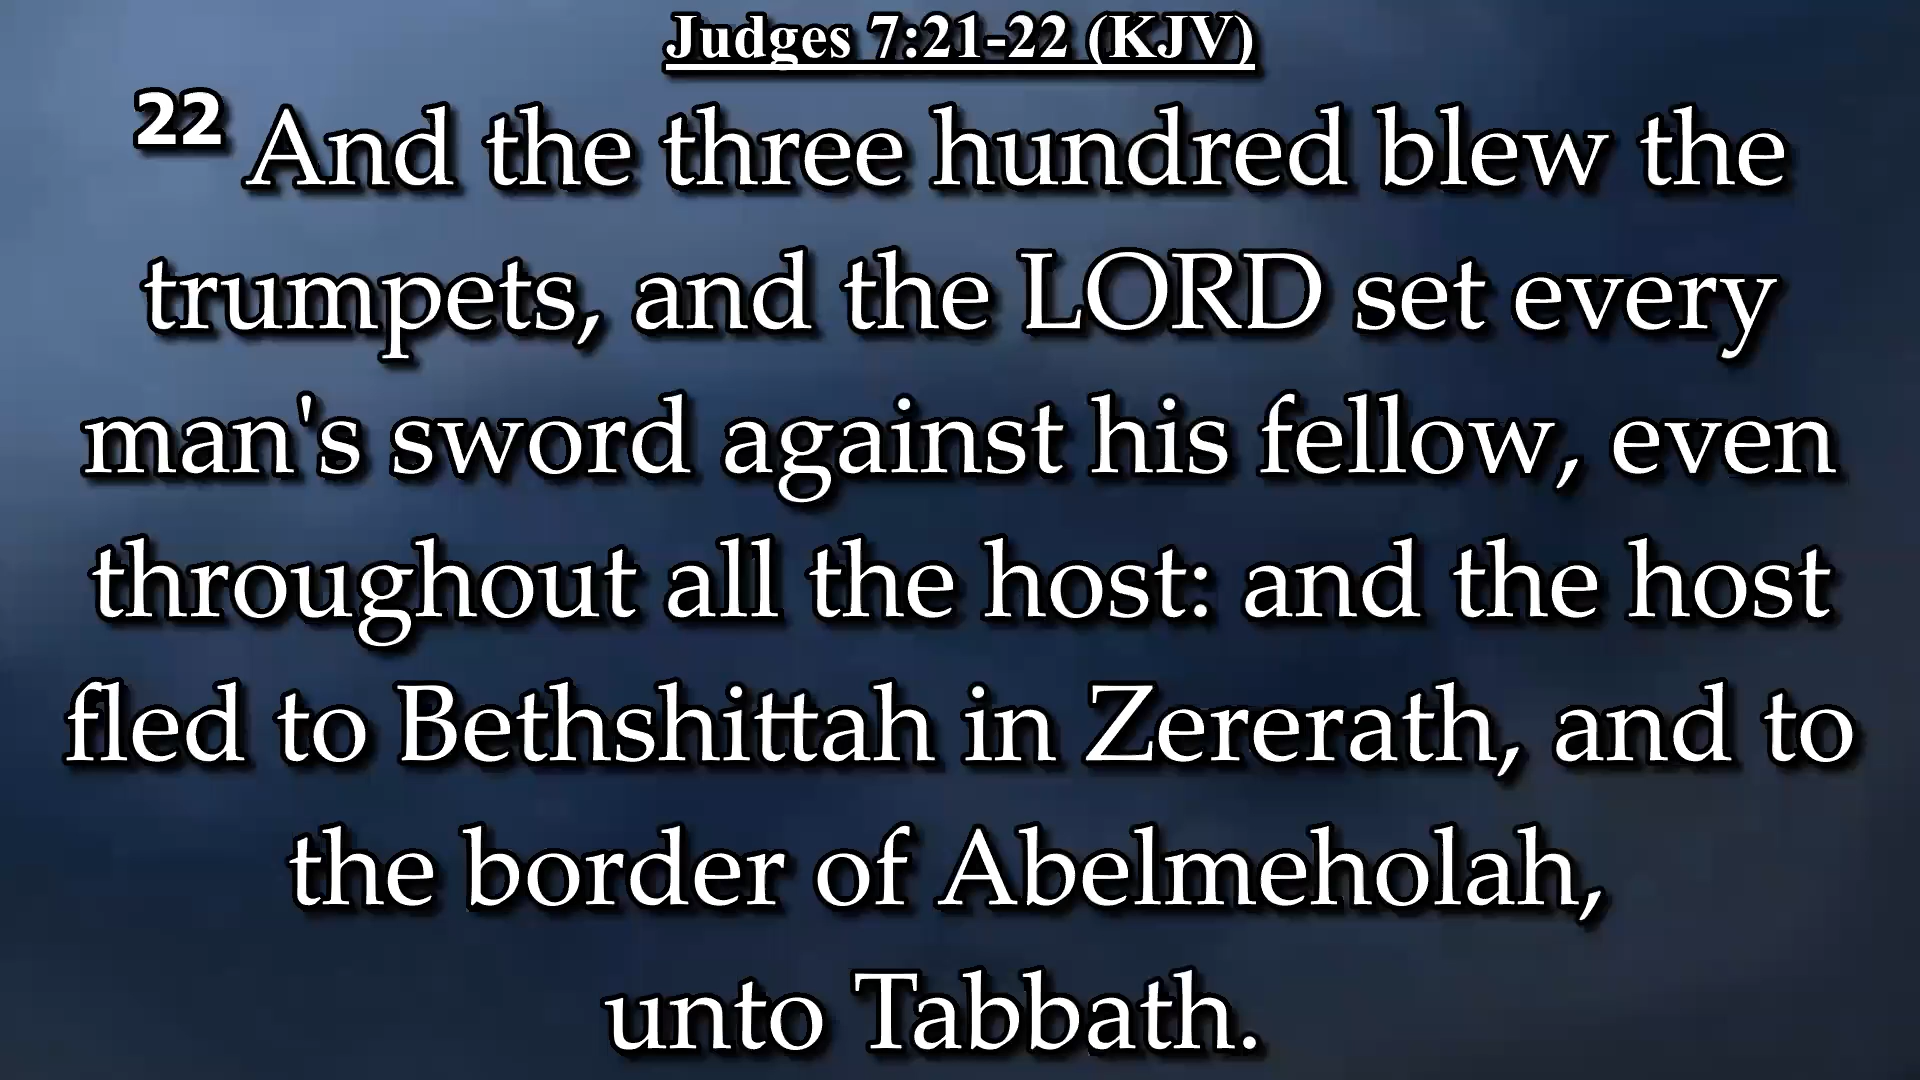 Judges 7:21-22 (KJV)
22 And the three hundred blew the
trumpets, and the LORD set every
man's sword against his fellow, even
throughout all the host: and the host
fled to Bethshittah in Zererath, and to
the border of Abelmeholah,
unto Tabbath.